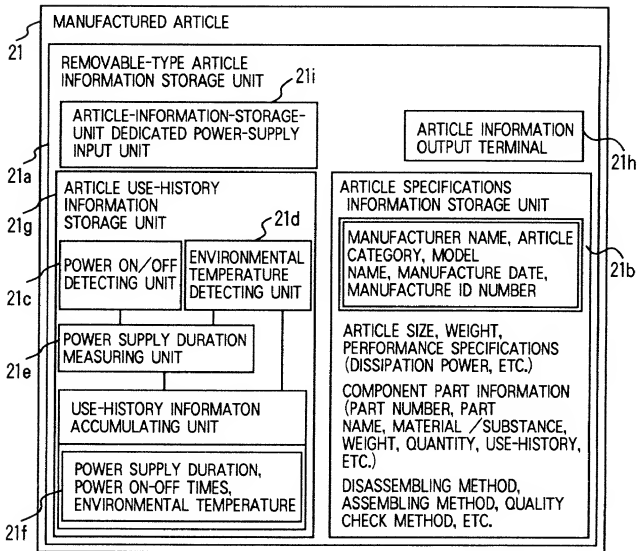 MANUFACTURED ARTICLE
21
REMOVABLE-TYPE ARTICLE
INFORMATION STORAGE UNIT
21i
ARTICLE-INFORMATION-STORAGE-
UNIT DEDICATED POWER-SUPPLY
INPUT UNIT
ARTICLE INFORMATION
OUTPUT TERMINAL
21h
21a
ARTICLE USE-HISTORY
INFORMATION
STORAGE UNIT
21g
21d
POWER ON/OFF
DETECTING UNIT
21c
ENVIRONMENTAL
TEMPERATURE
DETECTING UNIT
POWER SUPPLY DURATION
MEASURING UNIT
21e
USE-HISTORY INFORMATON
ACCUMULATING UNIT
POWER SUPPLY DURATION,
POWER ON-OFF TIMES,
ENVIRONMENTAL TEMPERATURE
21f
ARTICLE SPECIFICATIONS
INFORMATION STORAGE UNIT
MANUFACTURER NAME, ARTICLE
CATEGORY, MODEL
NAME, MANUFACTURE DATE,
MANUFACTURE ID NUMBER
21b
ARTICLE SIZE, WEIGHT,
PERFORMANCE SPECIFICATIONS
(DISSIPATION POWER, ETC.)
COMPONENT PART INFORMATION
(PART NUMBER, PART
NAME, MATERIAL /SUBSTANCE,
WEIGHT, QUANTITY, USE-HISTORY,
ETC.)
DISASSEMBLING METHOD,
ASSEMBLING METHOD, QUALITY
CHECK METHOD, ETC.